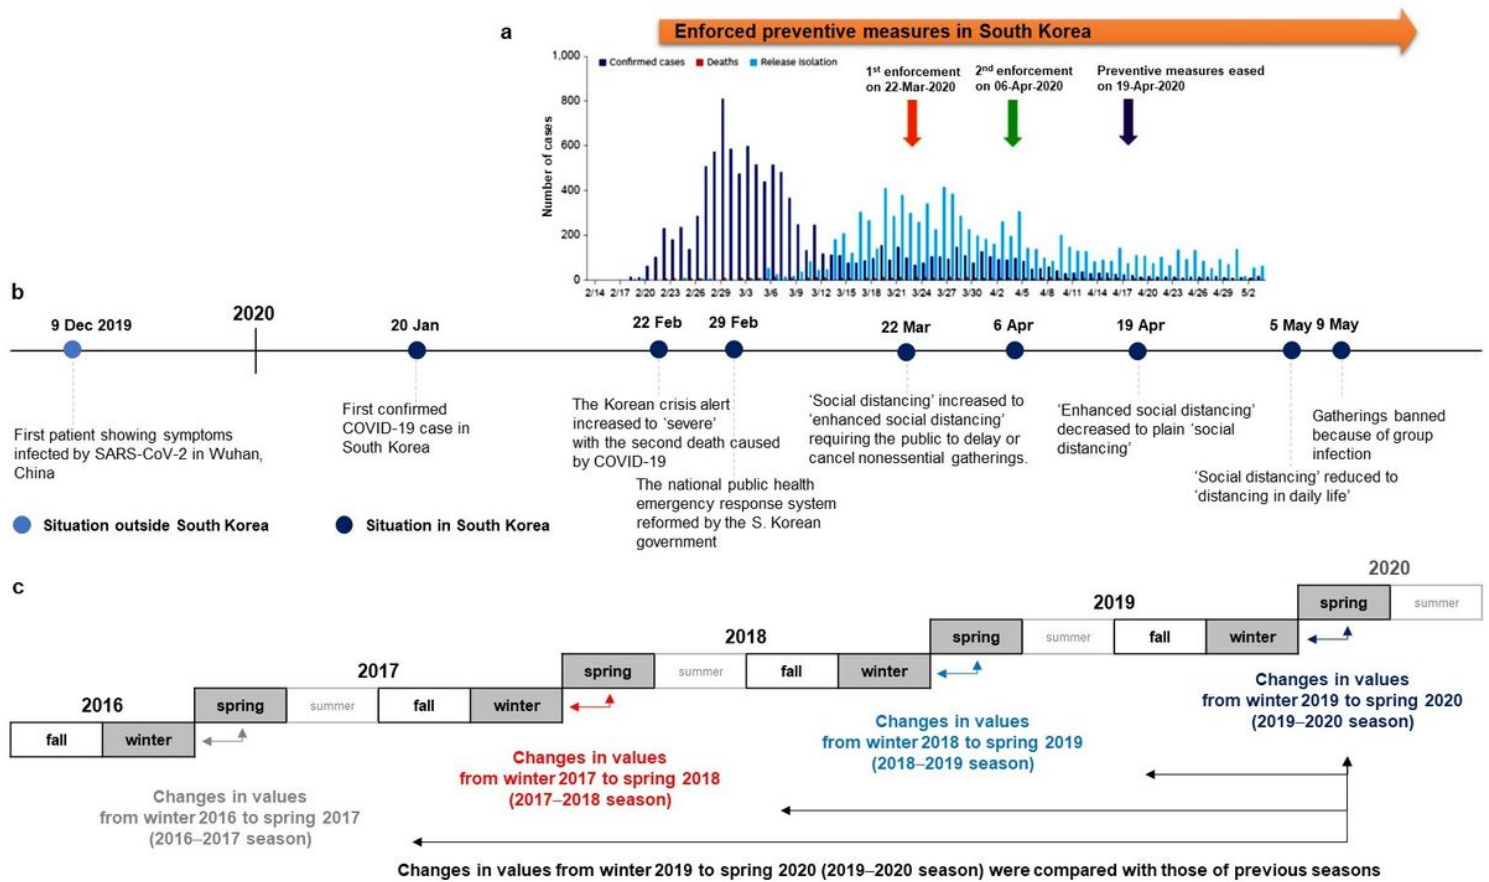 a
Enforced preventive measures in South Korea
Confirmed cases Deaths Release isolation
1st enforcement
on 22-Mar-2020
2nd enforcement
on 06-Apr-2020
Preventive measures eased
on 19-Apr-2020
Number of cases
1,000
800
600
400
200
0
2/14 2/17 2/20 2/23 2/26 2/29 3/3 3/6 3/9 3/12 3/15 3/18 3/21 3/24 3/27 3/30 4/2 4/5 4/8 4/11 4/14 4/17 4/20 4/23 4/26 4/29 5/2
b
9 Dec 2019
2020
20 Jan
22 Feb
29 Feb
22 Mar
6 Apr
19 Apr
5 May
9 May
First patient showing symptoms
infected by SARS-CoV-2 in Wuhan,
China
First confirmed
COVID-19 case in
South Korea
The Korean crisis alert
increased to ‘severe’
with the second death caused
by COVID-19
The national public health
emergency response system
reformed by the S. Korean
government
‘Social distancing’ increased to
‘enhanced social distancing’
requiring the public to delay or
cancel nonessential gatherings.
‘Enhanced social distancing’
decreased to plain ‘social
distancing’
‘Social distancing’ reduced to
‘distancing in daily life’
Gatherings banned
because of group
infection
Situation outside South Korea
Situation in South Korea
c
2016
fall winter
2017
spring summer fall winter
2018
spring summer fall winter
2019
spring summer fall winter
2020
spring summer
Changes in values
from winter 2016 to spring 2017
(2016–2017 season)
Changes in values
from winter 2017 to spring 2018
(2017–2018 season)
Changes in values
from winter 2018 to spring 2019
(2018–2019 season)
Changes in values
from winter 2019 to spring 2020
(2019–2020 season)
Changes in values from winter 2019 to spring 2020 (2019–2020 season) were compared with those of previous seasons